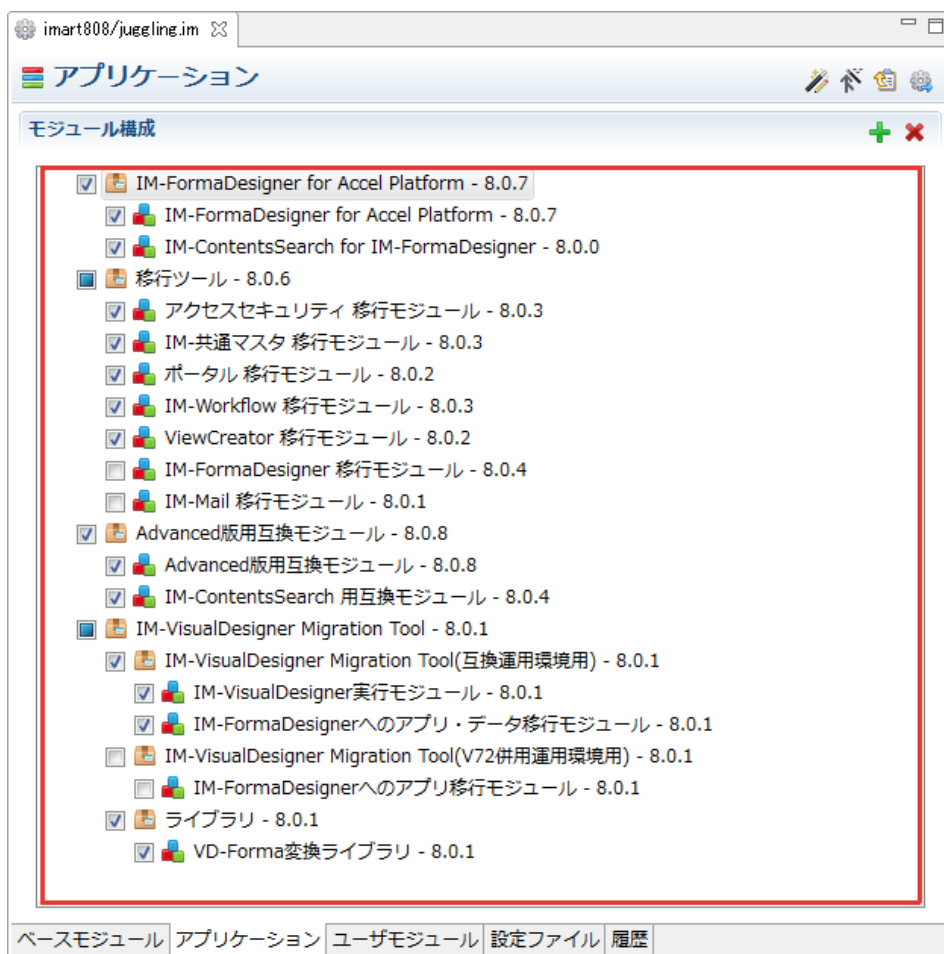 imart808/juggling.im
アプリケーション
モジュール構成
IM-FormaDesigner for Accel Platform - 8.0.7
IM-FormaDesigner for Accel Platform - 8.0.7
IM-ContentsSearch for IM-FormaDesigner - 8.0.0
移行ツール - 8.0.6
アクセスセキュリティ 移行モジュール - 8.0.3
IM-共通マスタ 移行モジュール - 8.0.3
ポータル 移行モジュール - 8.0.2
IM-Workflow 移行モジュール - 8.0.3
ViewCreator 移行モジュール - 8.0.2
IM-FormaDesigner 移行モジュール - 8.0.4
IM-Mail 移行モジュール - 8.0.1
Advanced版用互換モジュール - 8.0.8
Advanced版用互換モジュール - 8.0.8
IM-ContentsSearch 用互換モジュール - 8.0.4
IM-VisualDesigner Migration Tool - 8.0.1
IM-VisualDesigner Migration Tool(互換運用環境用) - 8.0.1
IM-VisualDesigner実行モジュール - 8.0.1
IM-FormaDesignerへのアプリ・データ移行モジュール - 8.0.1
IM-VisualDesigner Migration Tool(V72併用運用環境用) - 8.0.1
IM-FormaDesignerへのアプリ移行モジュール - 8.0.1
ライブラリ - 8.0.1
VD-Forma変換ライブラリ - 8.0.1
ベースモジュール アプリケーション ユーザモジュール 設定ファイル 履歴